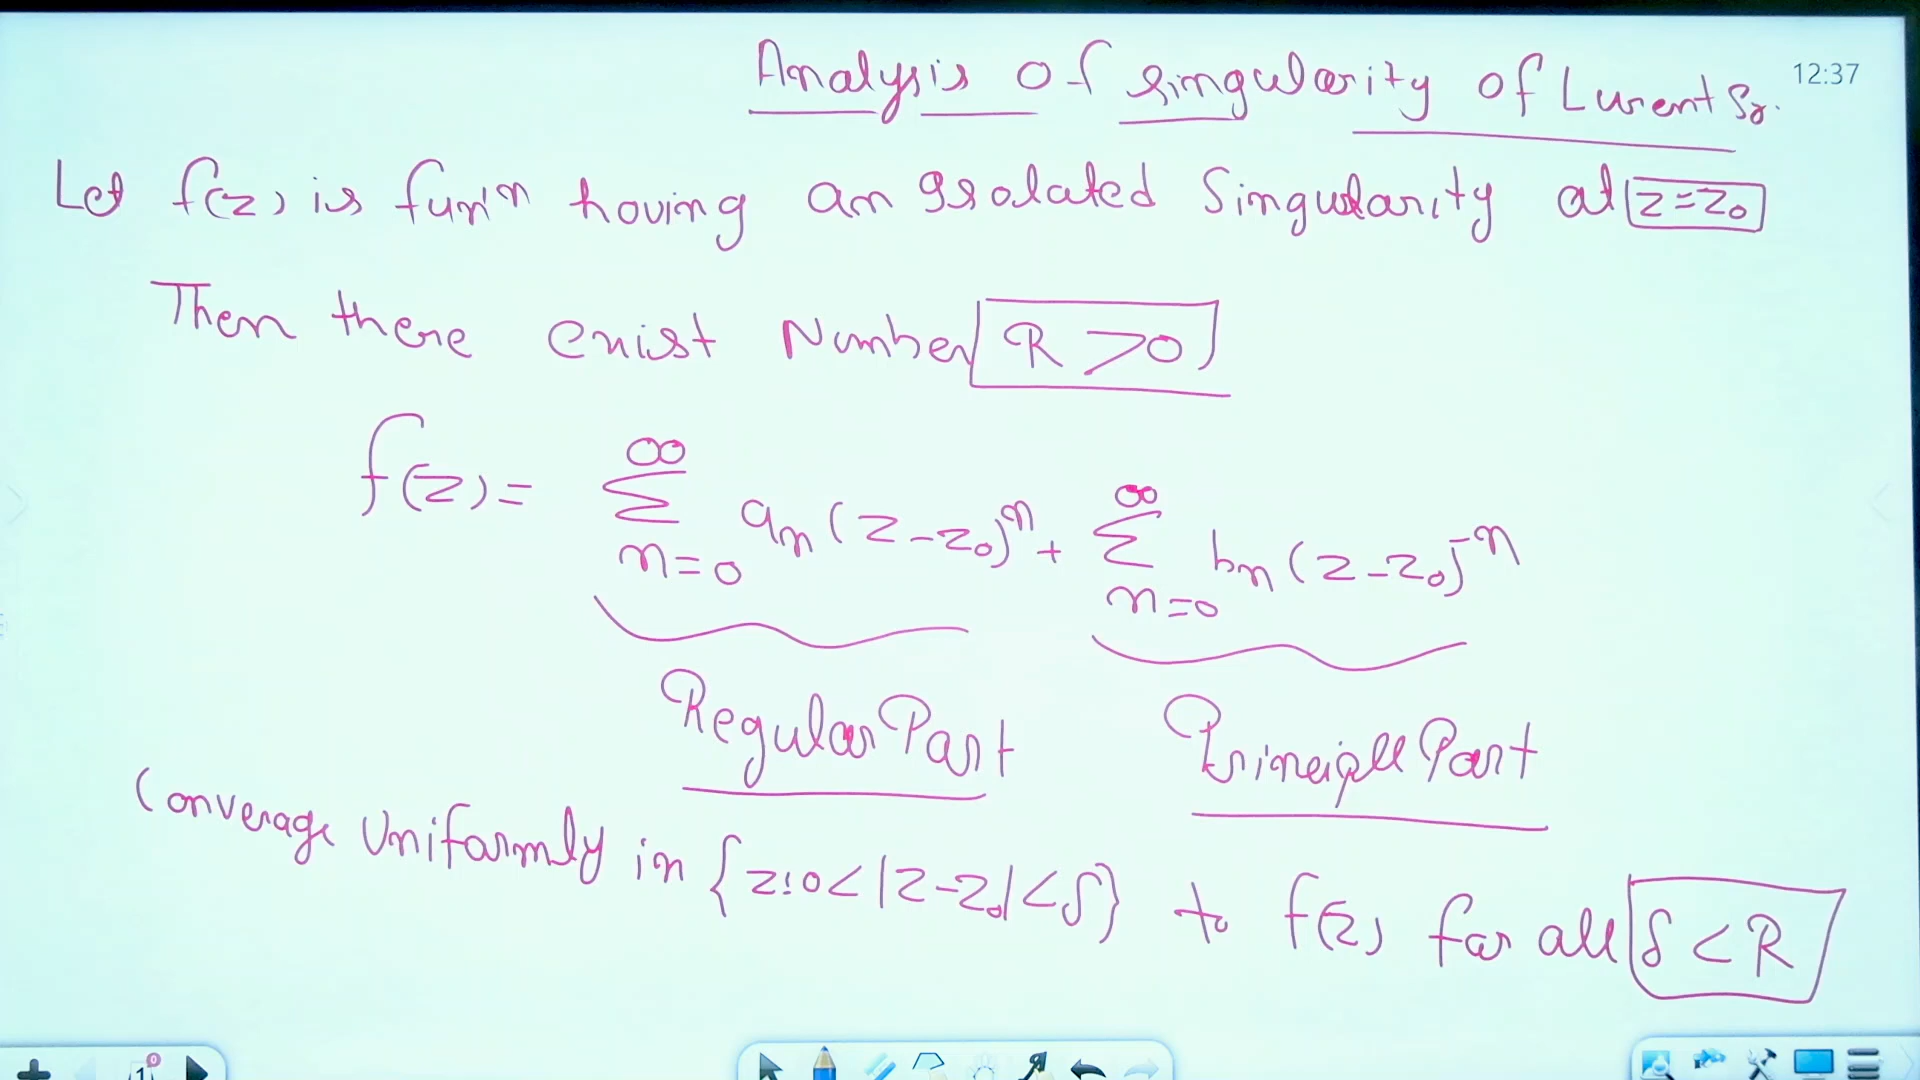 Analysis of singularity of Lurent Sr.
12:37
Let f(z) is fun'n having an Isolated Singularity at z=z₀
Then there exist Number R > 0
f(z) = ∞∑n=0 aₙ(z-z₀)ⁿ + ∞∑n=0 bₙ(z-z₀)⁻ⁿ
Regular Part Principle Part
Converage Uniformly in {z:0<|z-z₀|<δ} to f(z) for all δ < R
1
0